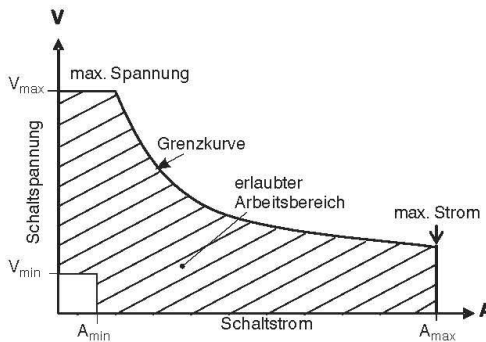 V
max. Spannung
Vmax
Grenzkurve
erlaubter
Arbeitsbereich
max. Strom
Schaltspannung
Vmin
A
Schaltstrom
Amin
Amax